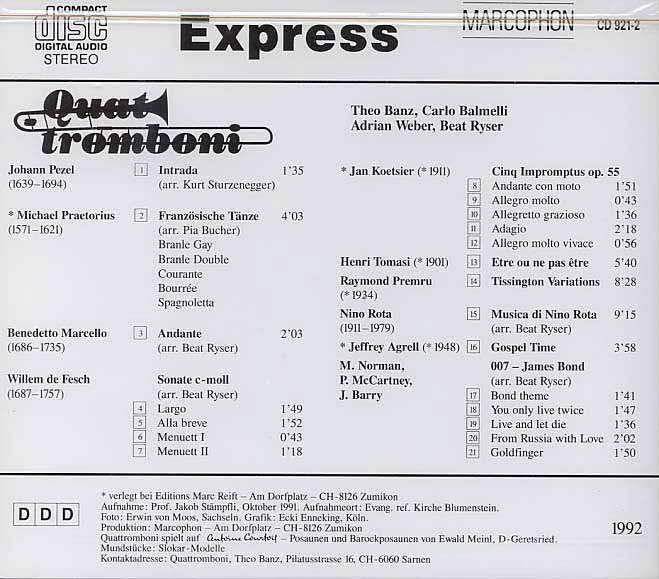 COMPACT
disc
DIGITAL AUDIO
STEREO
Express
MARCOPHON
CD 921-2
Quat
tromboni
Theo Banz, Carlo Balmelli
Adrian Weber, Beat Ryser
Johann Pezel 1 Intrada 1'35
(1639–1694) (arr. Kurt Sturzenegger)
* Michael Praetorius 2 Französische Tänze 4'03
(1571–1621) (arr. Pia Bucher)
Branle Gay
Branle Double
Courante
Bourrée
Spagnoletta
Benedetto Marcello 3 Andante 2'03
(1686–1735) (arr. Beat Ryser)
Willem de Fesch Sonate c-moll
(1687–1757) (arr. Beat Ryser)
4 Largo 1'49
5 Alla breve 1'52
6 Menuett I 0'43
7 Menuett II 1'18
* Jan Koetsier (* 1911) Cinq Impromptus op. 55
8 Andante con moto 1'51
9 Allegro molto 0'43
10 Allegretto grazioso 1'36
11 Adagio 2'18
12 Allegro molto vivace 0'56
Henri Tomasi (* 1901) 13 Etre ou ne pas être 5'40
Raymond Premru 14 Tissington Variations 8'28
(* 1934)
Nino Rota 15 Musica di Nino Rota 9'15
(1911–1979) (arr. Beat Ryser)
* Jeffrey Agrell (* 1948) 16 Gospel Time 3'58
M. Norman, 007 – James Bond
P. McCartney, (arr. Beat Ryser)
J. Barry 17 Bond theme 1'41
18 You only live twice 1'47
19 Live and let die 1'36
20 From Russia with Love 2'02
21 Goldfinger 1'50
D D D
* verlegt bei Editions Marc Reift – Am Dorfplatz – CH-8126 Zumikon
Aufnahme: Prof. Jakob Stämpfli, Oktober 1991. Aufnahmeort: Evang. ref. Kirche Blumenstein.
Foto: Erwin von Moos, Sachseln. Grafik: Ecki Enneking, Köln.
Produktion: Marcophon – Am Dorfplatz – CH-8126 Zumikon
Quattromboni spielt auf Antoine Courtois – Posaunen und Barockposaunen von Ewald Meinl, D-Geretsried.
Mundstücke: Slokar-Modelle
Kontaktadresse: Quattromboni, Theo Banz, Pilatusstrasse 16, CH-6060 Sarnen
1992